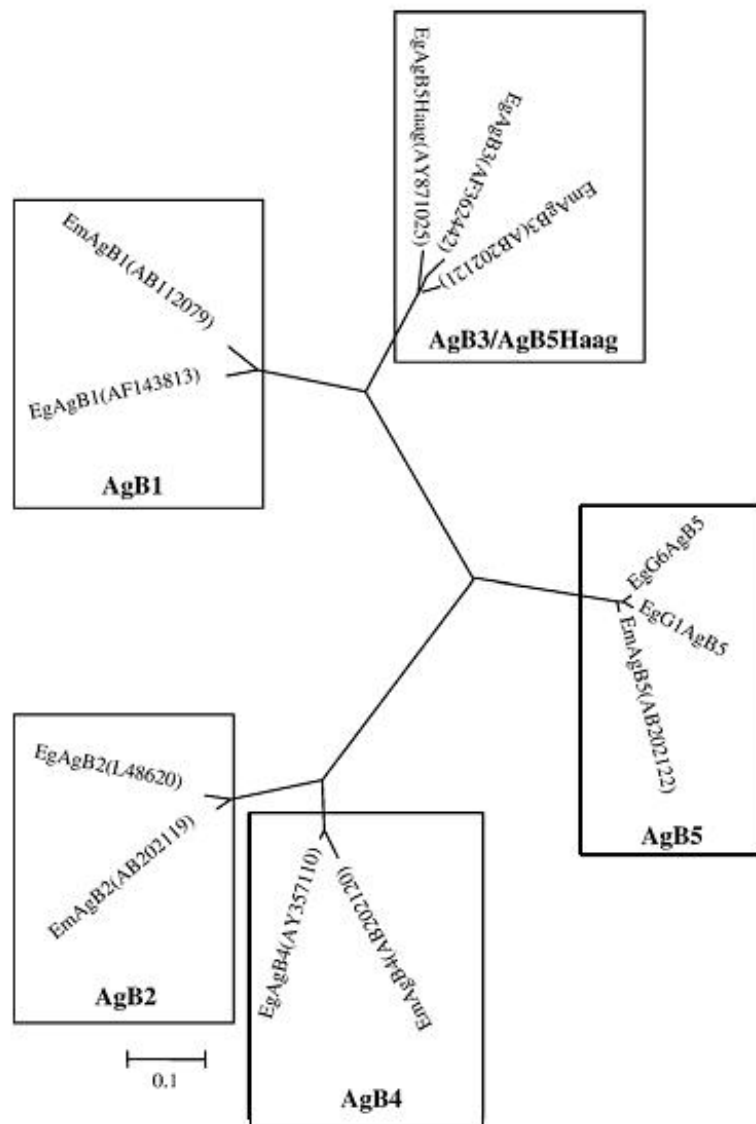 EgAgB5Haag(AY871025)
EgAgB3(AF362442)
EmAgB3(AB202121)
AgB3/AgB5Haag
EmAgB1(AB112079)
EgAgB1(AF143813)
AgB1
EgG6AgB5
EgG1AgB5
EmAgB5(AB202122)
AgB5
EgAgB2(L48620)
EmAgB2(AB202119)
AgB2
EgAgB4(AY357110)
EmAgB4(AB202120)
AgB4
0.1